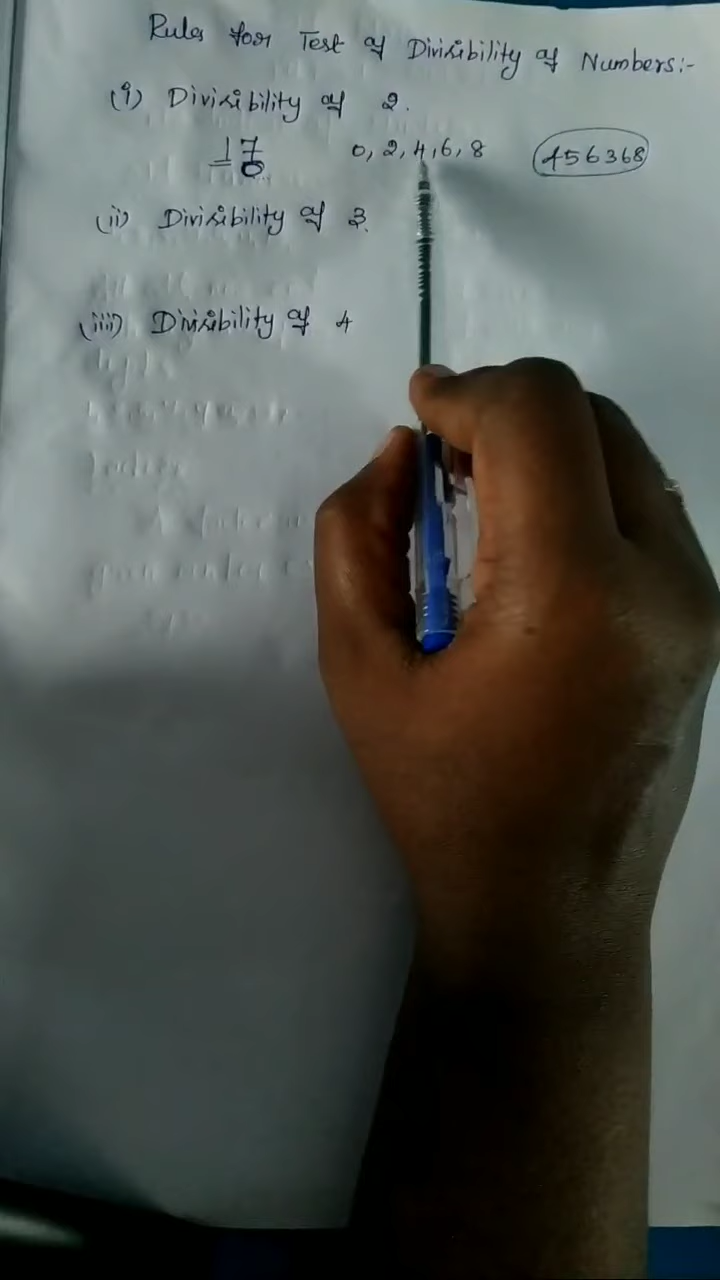 Rules for Test of Divisibility of Numbers:-
(i) Divisibility of 2.
17 0, 2, 4, 6, 8 456368
(ii) Divisibility of 3.
(iii) Divisibility of 4